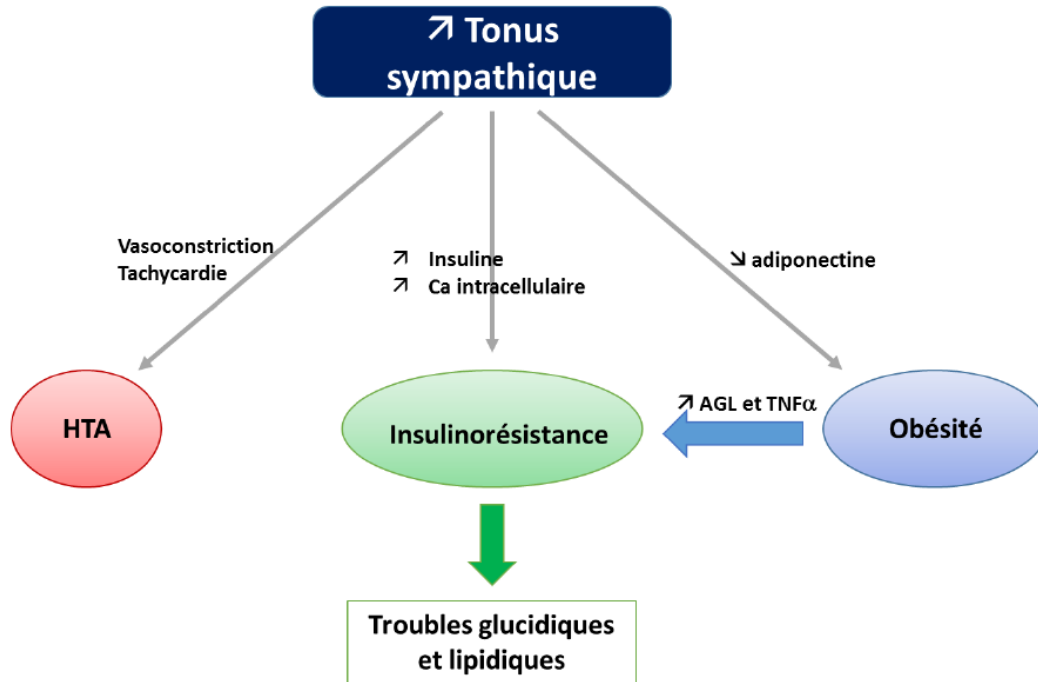 ↗ Tonus
sympathique
Vasoconstriction
Tachycardie
↗ Insuline
↗ Ca intracellulaire
↘ adiponectine
HTA
Insulinorésistance
↗ AGL et TNFα
Obésité
Troubles glucidiques
et lipidiques